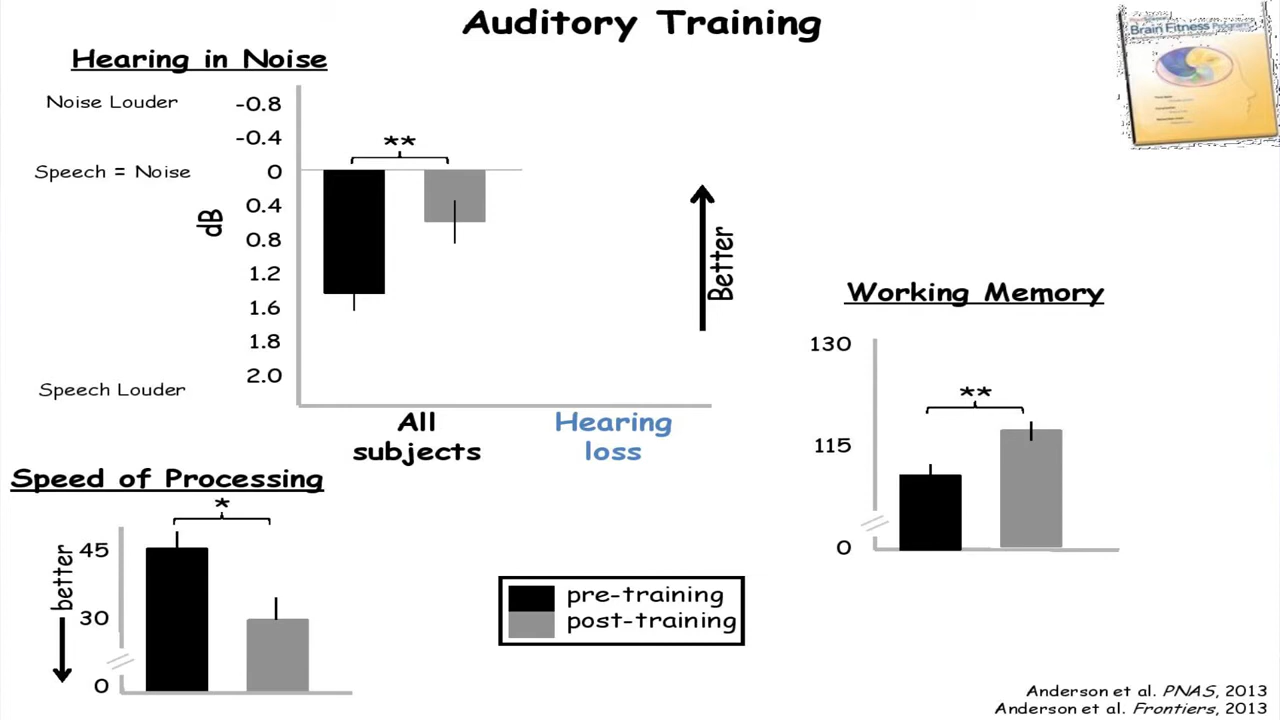 Auditory Training
Brain Fitness Program
Hearing in Noise
Noise Louder
Speech = Noise
Speech Louder
dB
-0.8
-0.4
0
0.4
0.8
1.2
1.6
1.8
2.0
**
All
subjects
Hearing
loss
Better
Working Memory
130
115
0
**
Speed of Processing
*
better
45
30
0
pre-training
post-training
Anderson et al. PNAS, 2013
Anderson et al. Frontiers, 2013